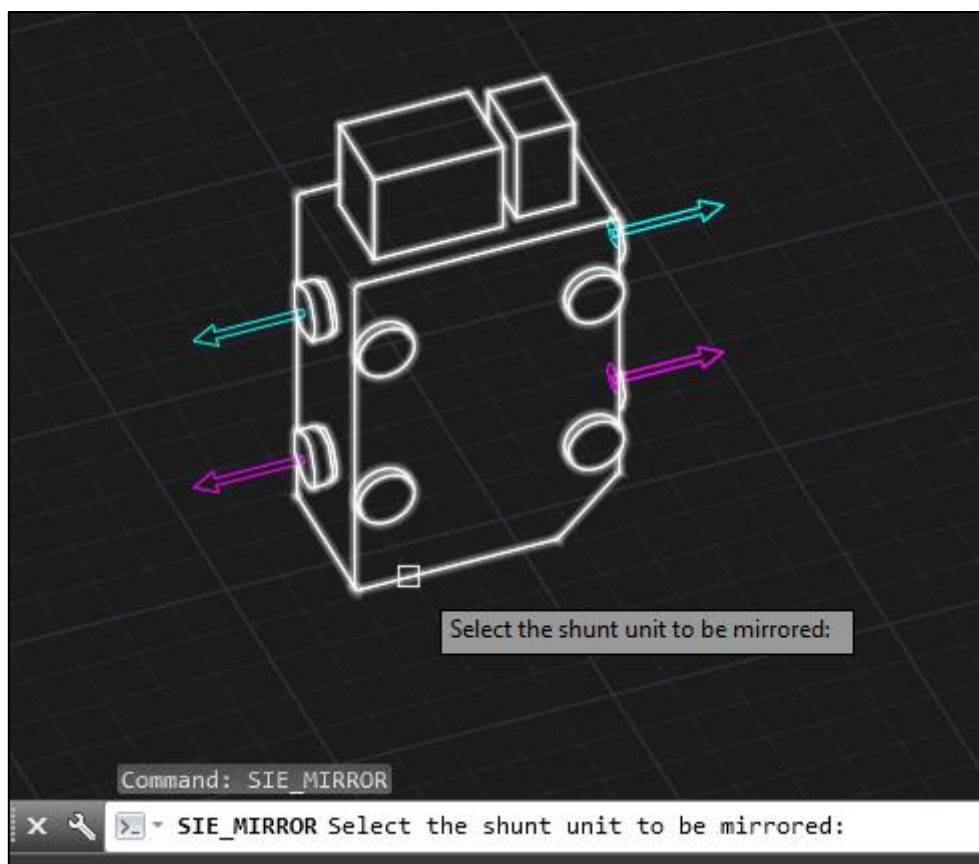 Select the shunt unit to be mirrored:
Command: SIE_MIRROR
SIE_MIRROR Select the shunt unit to be mirrored: